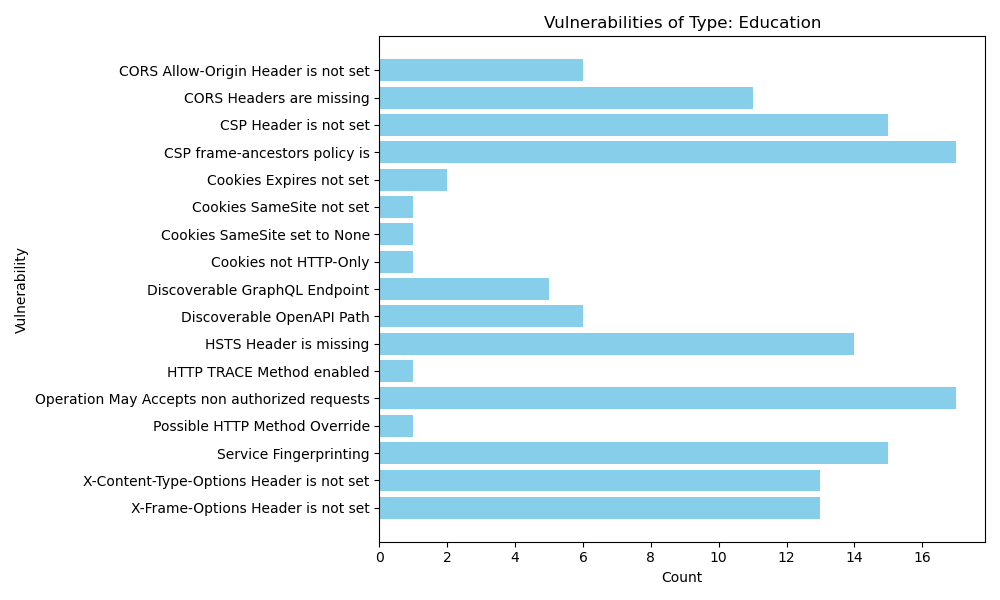 Vulnerabilities of Type: Education
Vulnerability
CORS Allow-Origin Header is not set
CORS Headers are missing
CSP Header is not set
CSP frame-ancestors policy is
Cookies Expires not set
Cookies SameSite not set
Cookies SameSite set to None
Cookies not HTTP-Only
Discoverable GraphQL Endpoint
Discoverable OpenAPI Path
HSTS Header is missing
HTTP TRACE Method enabled
Operation May Accepts non authorized requests
Possible HTTP Method Override
Service Fingerprinting
X-Content-Type-Options Header is not set
X-Frame-Options Header is not set
0 2 4 6 8 10 12 14 16
Count